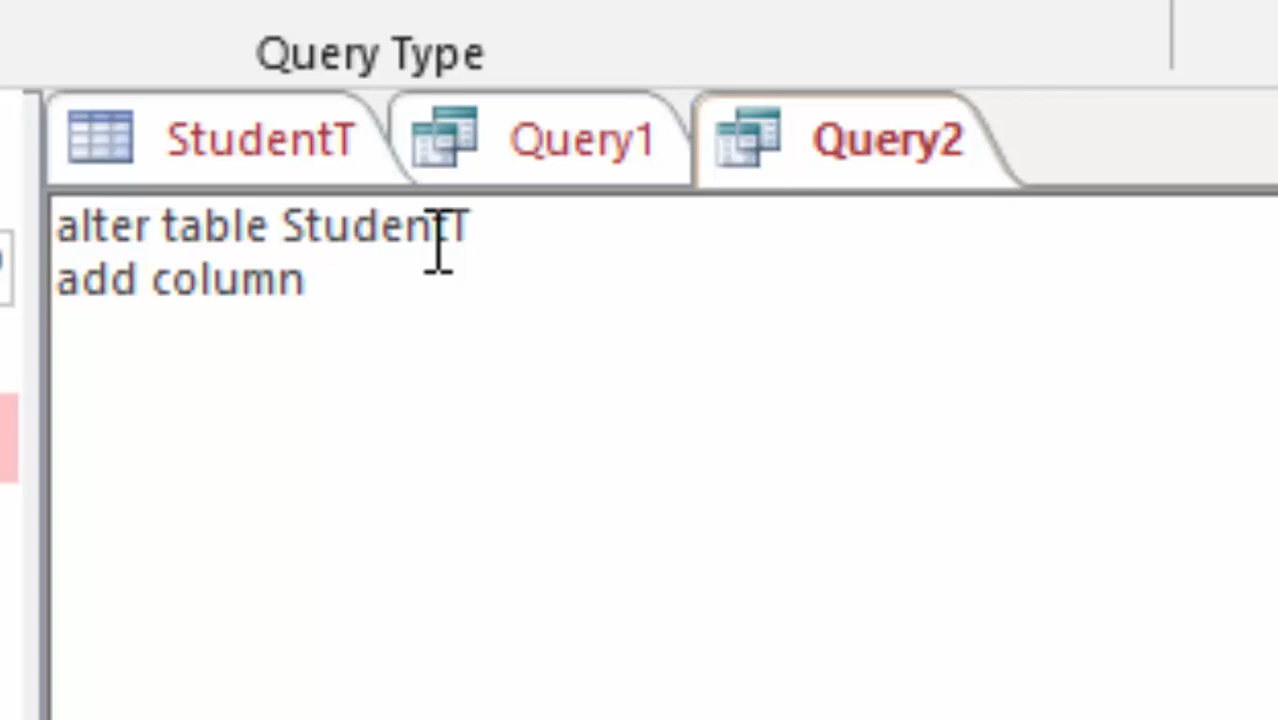 Query Type
StudentT Query1 Query2
alter table StudentT
add column